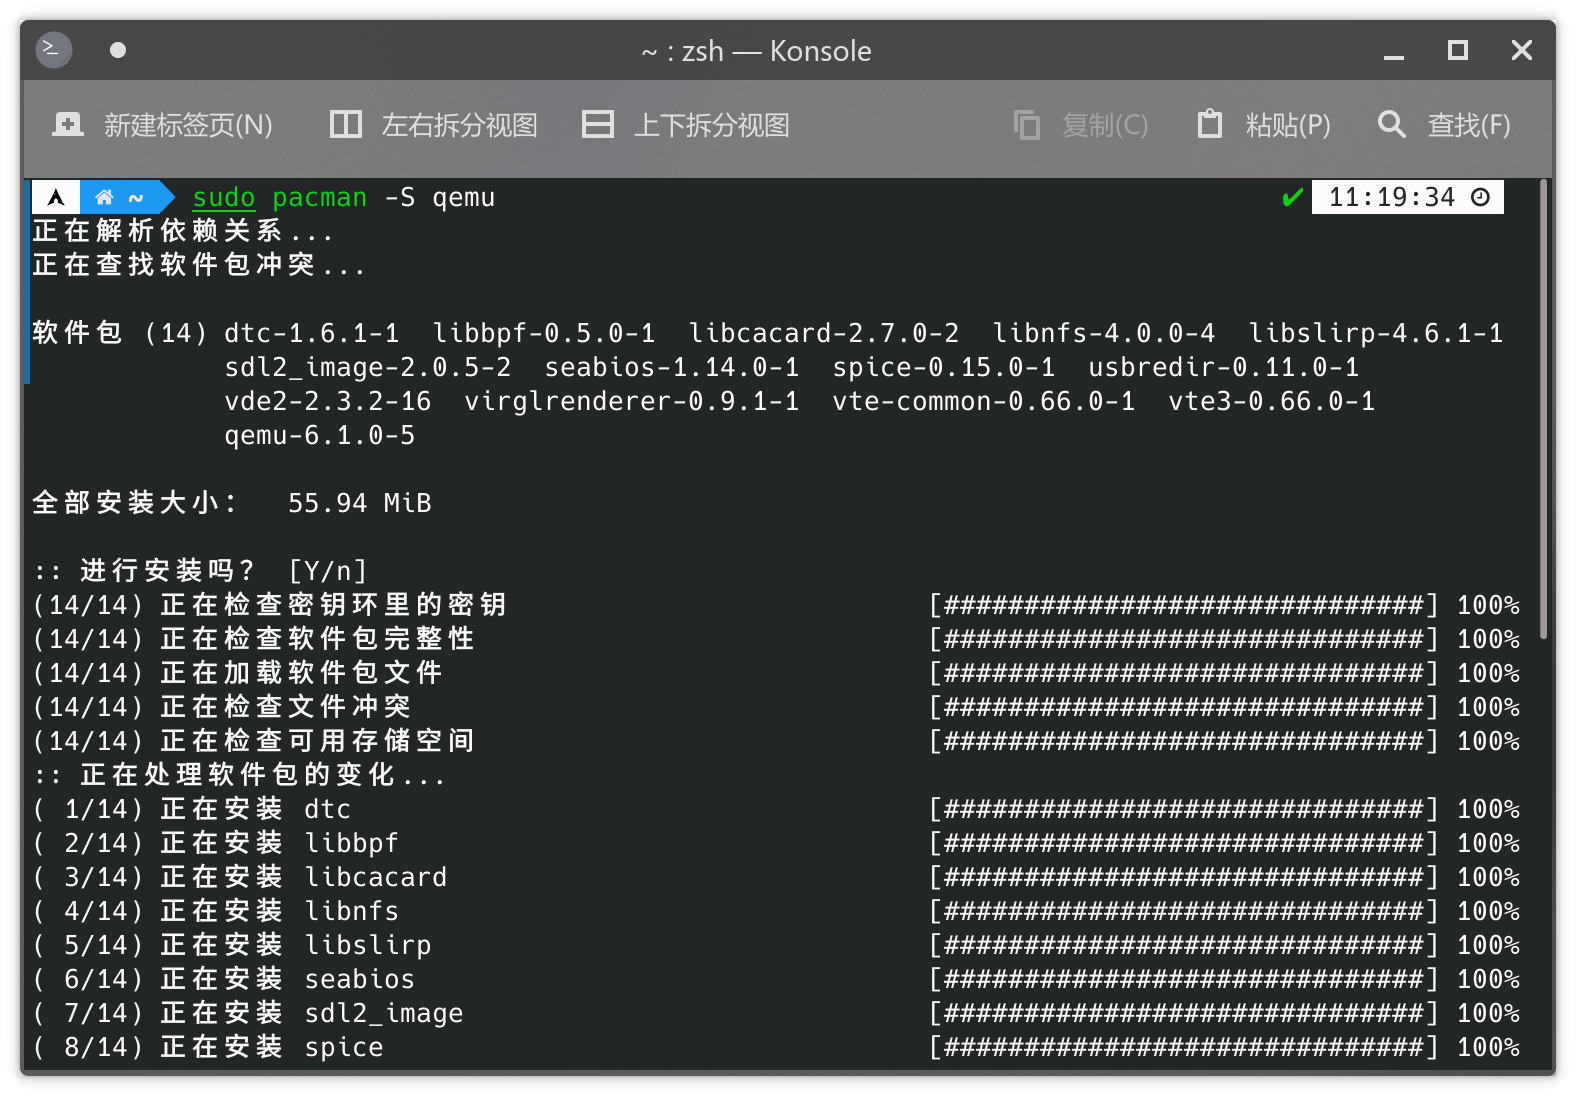 ~ : zsh — Konsole
新建标签页(N) 左右拆分视图 上下拆分视图 复制(C) 粘贴(P) 查找(F)
~ sudo pacman -S qemu ✔ 11:19:34
正在解析依赖关系...
正在查找软件包冲突...
软件包 (14) dtc-1.6.1-1 libbpf-0.5.0-1 libcacard-2.7.0-2 libnfs-4.0.0-4 libslirp-4.6.1-1
sdl2_image-2.0.5-2 seabios-1.14.0-1 spice-0.15.0-1 usbredir-0.11.0-1
vde2-2.3.2-16 virglrenderer-0.9.1-1 vte-common-0.66.0-1 vte3-0.66.0-1
qemu-6.1.0-5
全部安装大小： 55.94 MiB
:: 进行安装吗？ [Y/n]
(14/14) 正在检查密钥环里的密钥 [##############################] 100%
(14/14) 正在检查软件包完整性 [##############################] 100%
(14/14) 正在加载软件包文件 [##############################] 100%
(14/14) 正在检查文件冲突 [##############################] 100%
(14/14) 正在检查可用存储空间 [##############################] 100%
:: 正在处理软件包的变化...
( 1/14) 正在安装 dtc [##############################] 100%
( 2/14) 正在安装 libbpf [##############################] 100%
( 3/14) 正在安装 libcacard [##############################] 100%
( 4/14) 正在安装 libnfs [##############################] 100%
( 5/14) 正在安装 libslirp [##############################] 100%
( 6/14) 正在安装 seabios [##############################] 100%
( 7/14) 正在安装 sdl2_image [##############################] 100%
( 8/14) 正在安装 spice [##############################] 100%